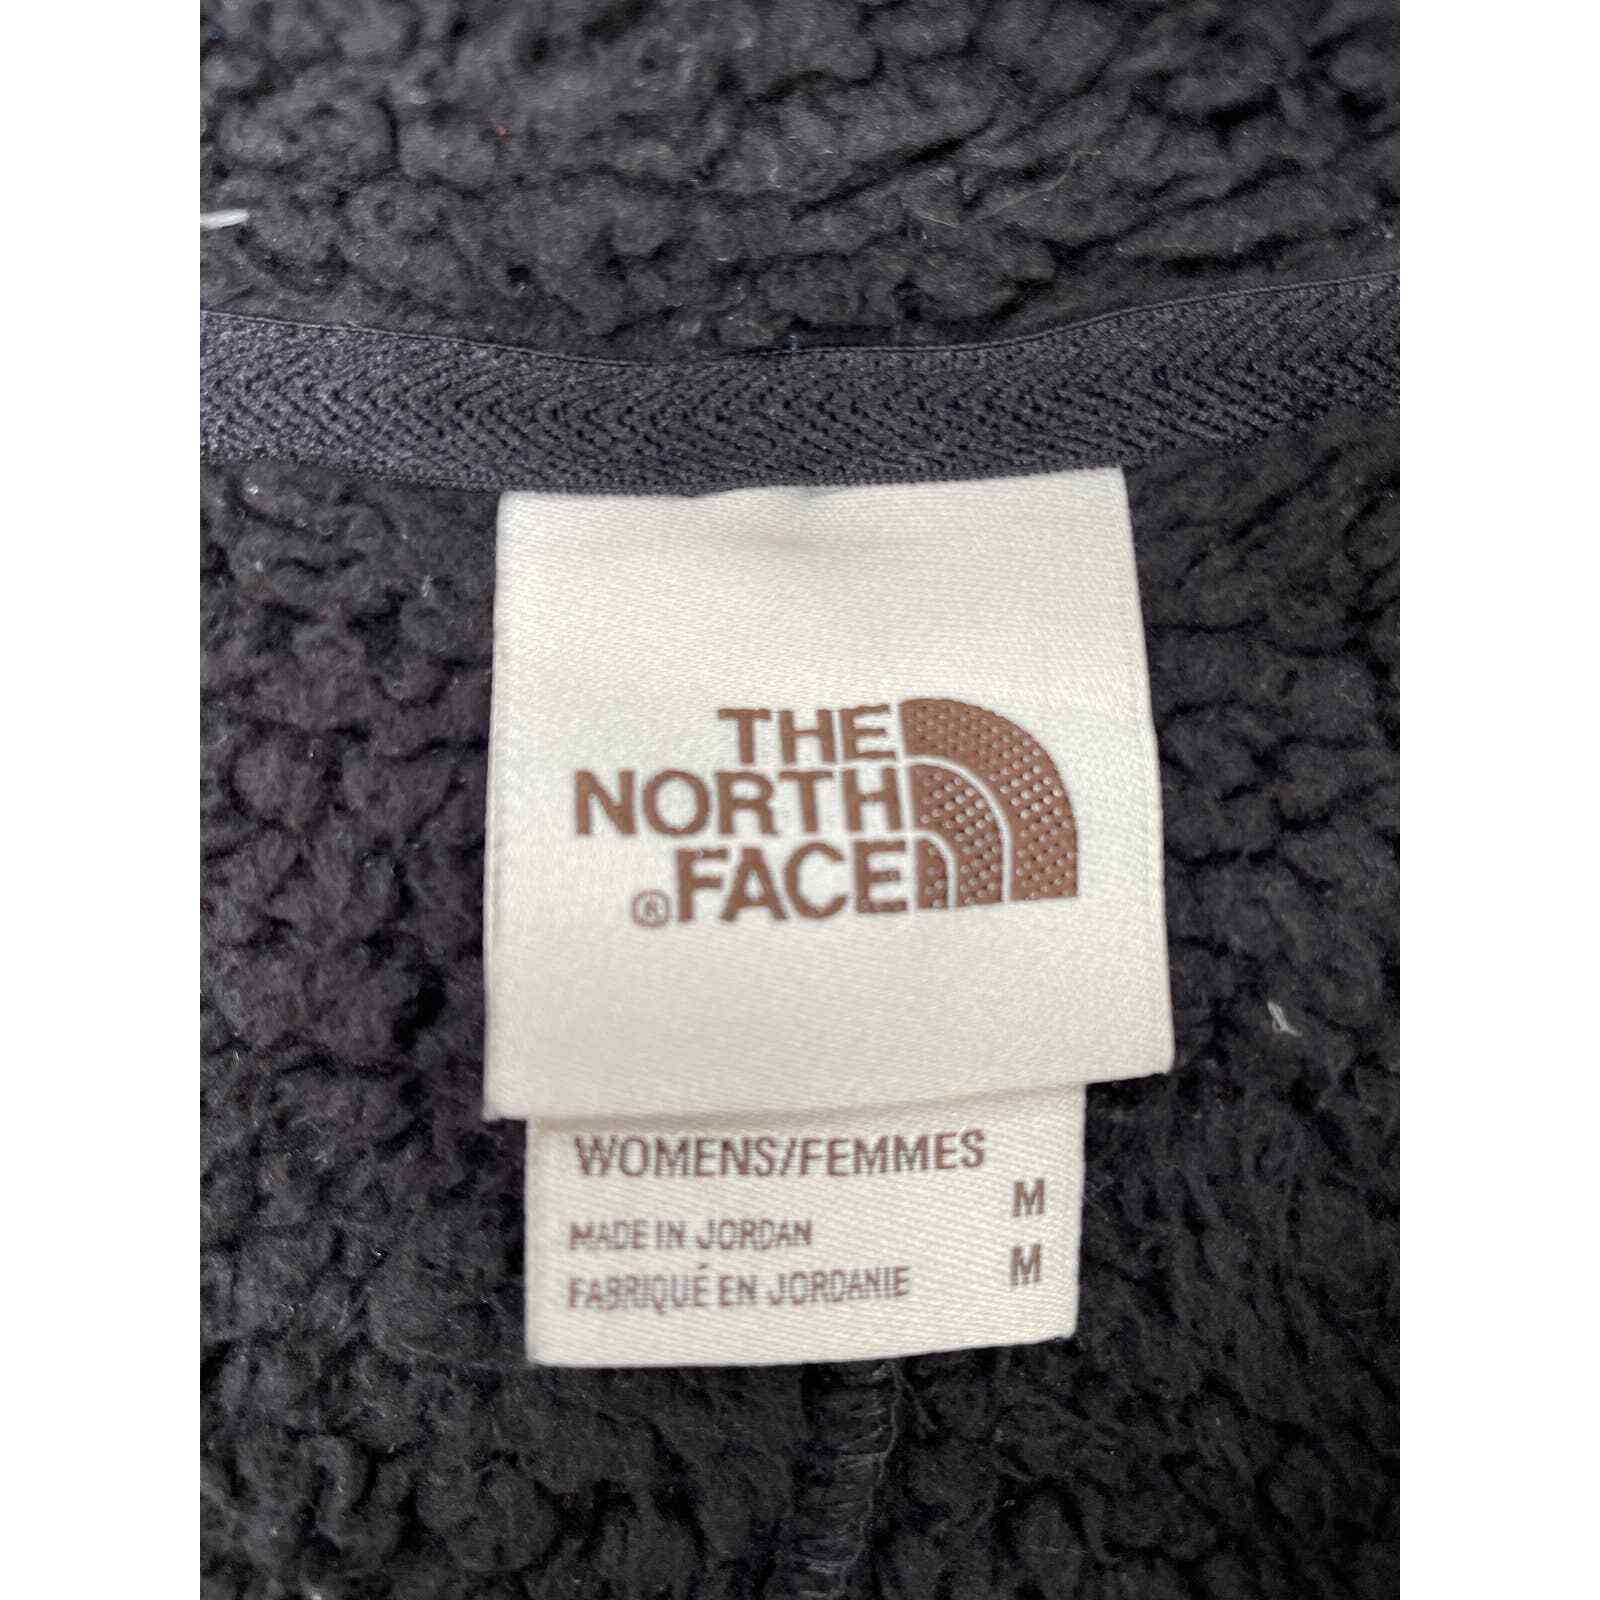 THE
NORTH
®FACE
WOMENS/FEMMES
M
MADE IN JORDAN
M
FABRIQUÉ EN JORDANIE